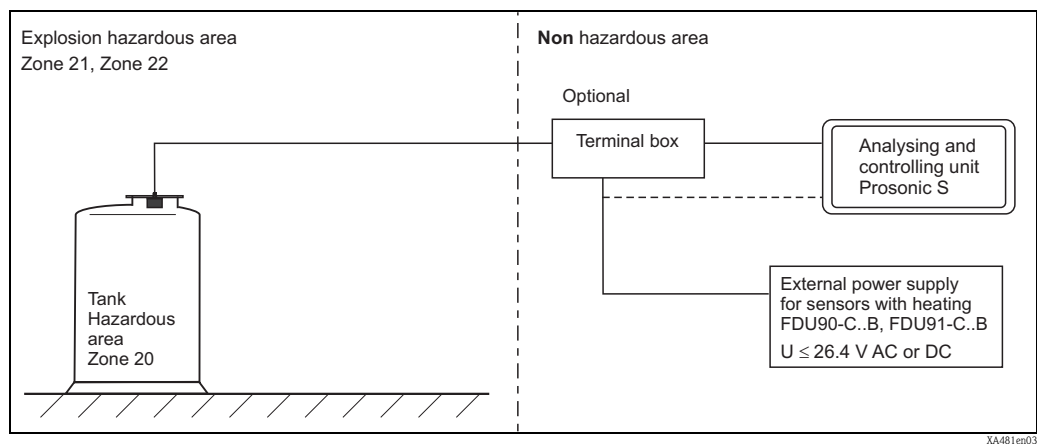 Explosion hazardous area
Zone 21, Zone 22
Non hazardous area
Optional
Terminal box
Analysing and
controlling unit
Prosonic S
Tank
Hazardous
area
Zone 20
External power supply
for sensors with heating
FDU90-C..B, FDU91-C..B
U ≤ 26.4 V AC or DC
XA481en03